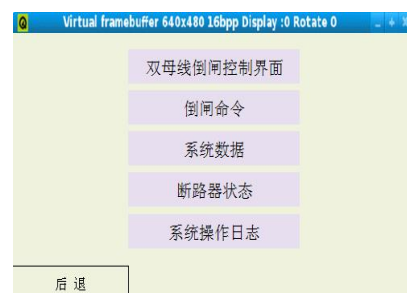 Virtual framebuffer 640x480 16bpp Display :0 Rotate 0
双母线倒闸控制界面
倒闸命令
系统数据
断路器状态
系统操作日志
后退